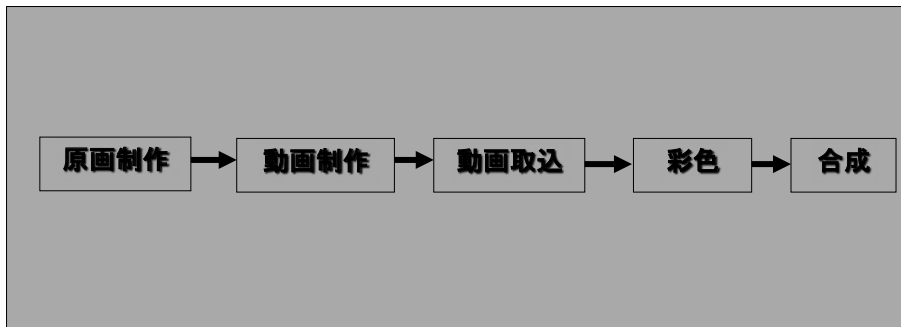 原画制作
動画制作
動画取込
彩色
合成